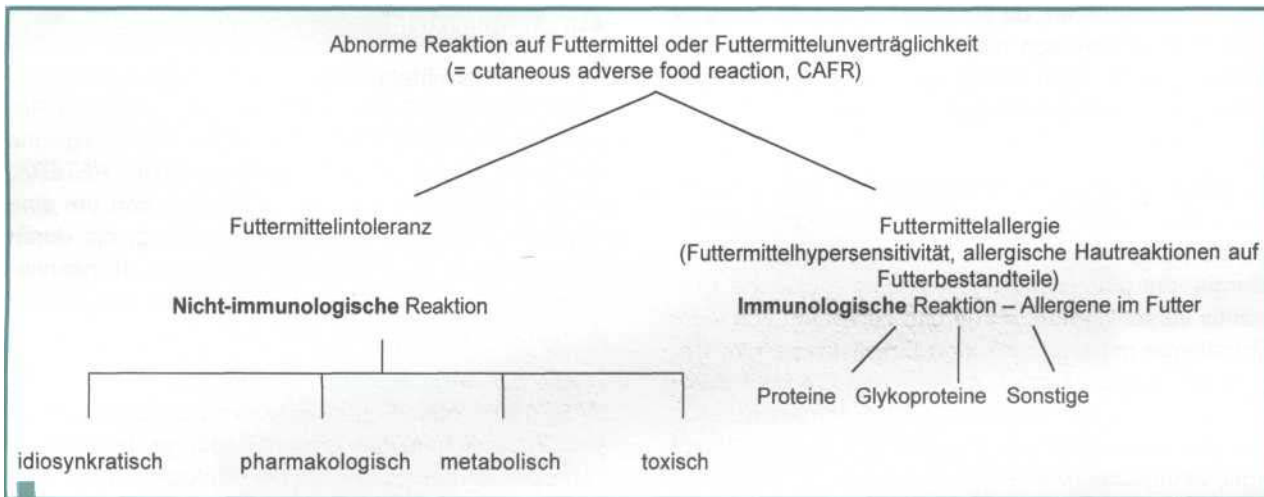 Abnorme Reaktion auf Futtermittel oder Futtermittelunverträglichkeit
(= cutaneous adverse food reaction, CAFR)
Futtermittelintoleranz
Futtermittelallergie
(Futtermittelhypersensitivität, allergische Hautreaktionen auf
Futterbestandteile)
Nicht-immunologische Reaktion
Immunologische Reaktion – Allergene im Futter
Proteine Glykoproteine Sonstige
idiosynkratisch pharmakologisch metabolisch toxisch